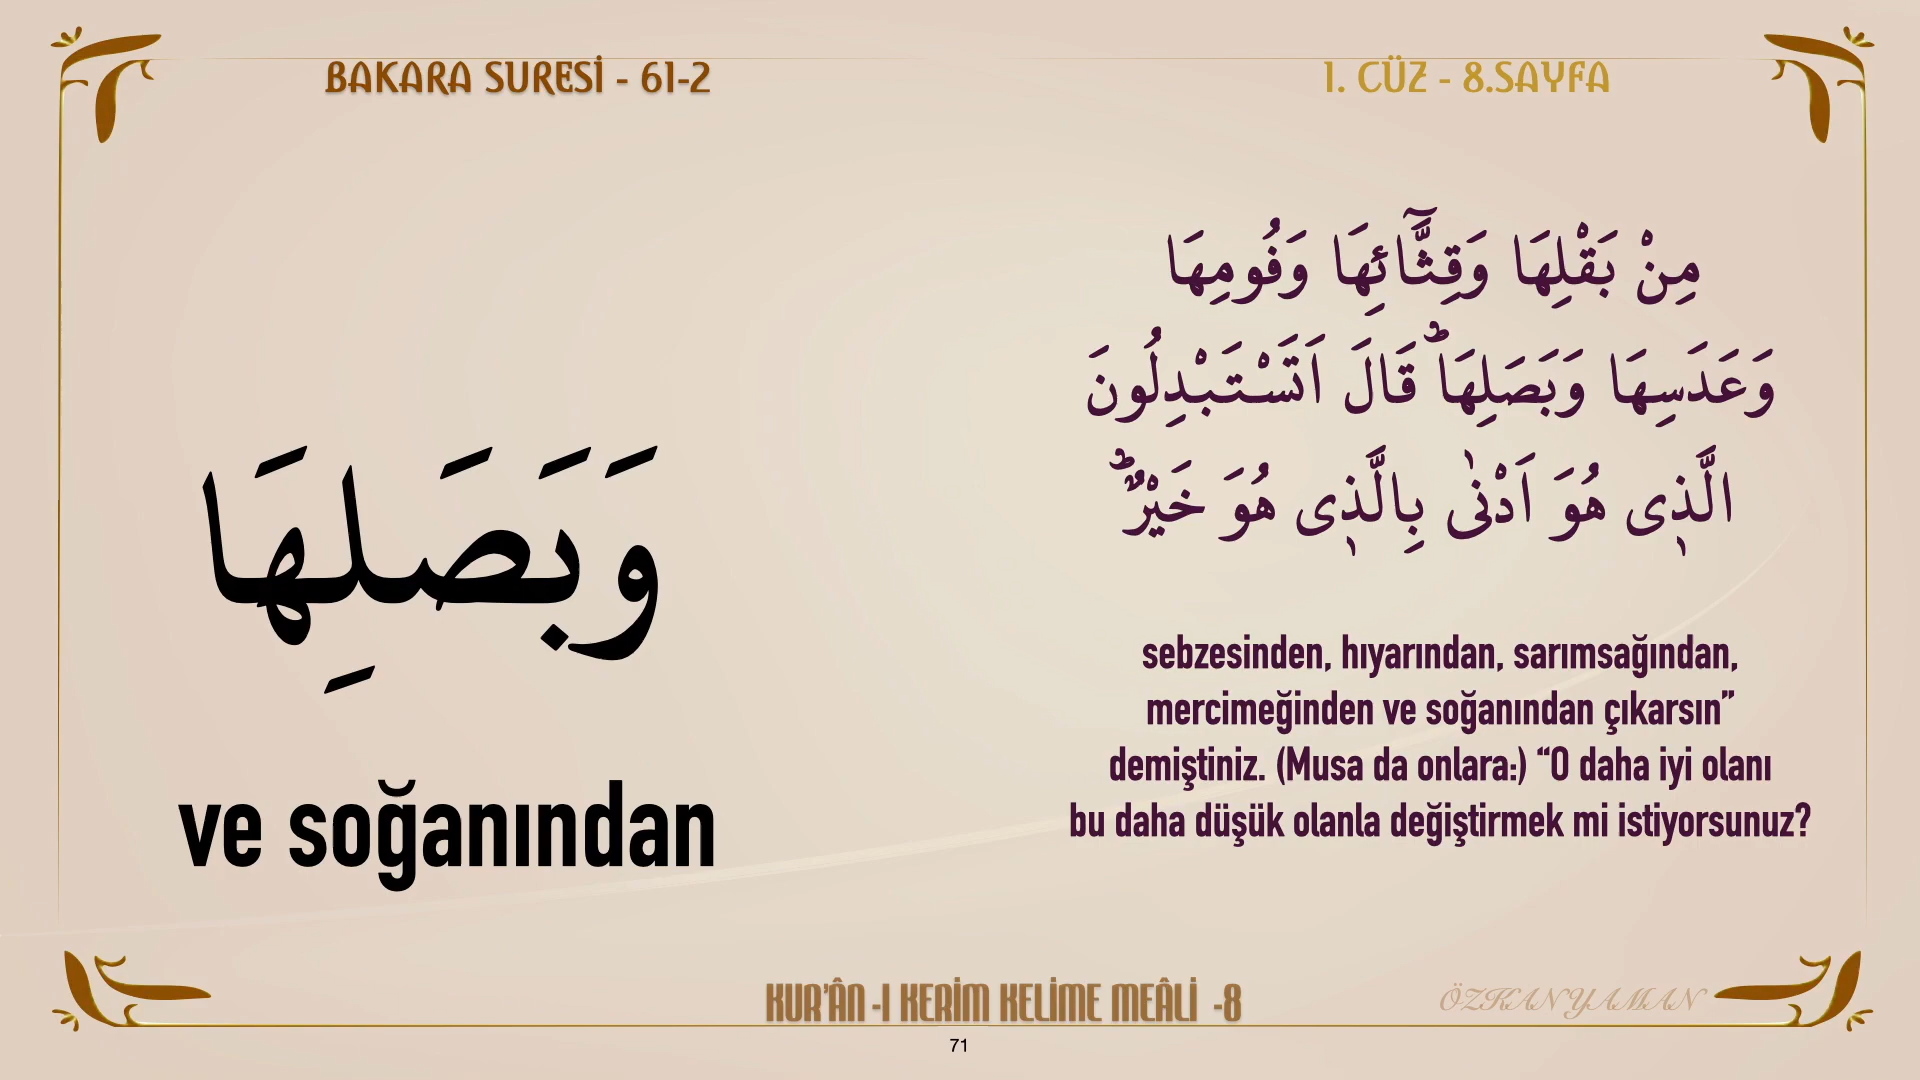 BAKARA SURESİ - 61-2
1. CÜZ - 8.SAYFA
وَبَصَلِهَا
ve soğanından
مِنْ بَقْلِهَا وَقِثَّٓائِهَا وَفُومِهَا
وَعَدَسِهَا وَبَصَلِهَاۜ قَالَ اَتَسْتَبْدِلُونَ
الَّذ۪ى هُوَ اَدْنٰى بِالَّذ۪ى هُوَ خَيْرٌۜ
sebzesinden, hıyarından, sarımsağından,
mercimeğinden ve soğanından çıkarsın”
demiştiniz. (Musa da onlara:) “O daha iyi olanı
bu daha düşük olanla değiştirmek mi istiyorsunuz?
KUR’ÂN -I KERİM KELİME MEÂLİ -8
ÖZKAN YAMAN
71